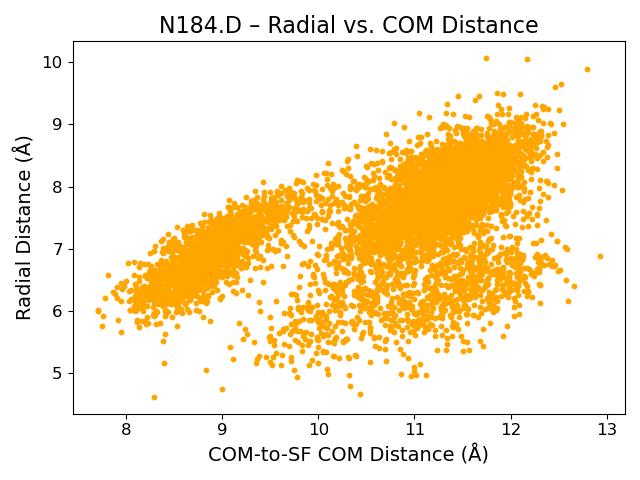 N184.D – Radial vs. COM Distance
10
9
8
7
6
5
Radial Distance (Å)
8 9 10 11 12 13
COM-to-SF COM Distance (Å)